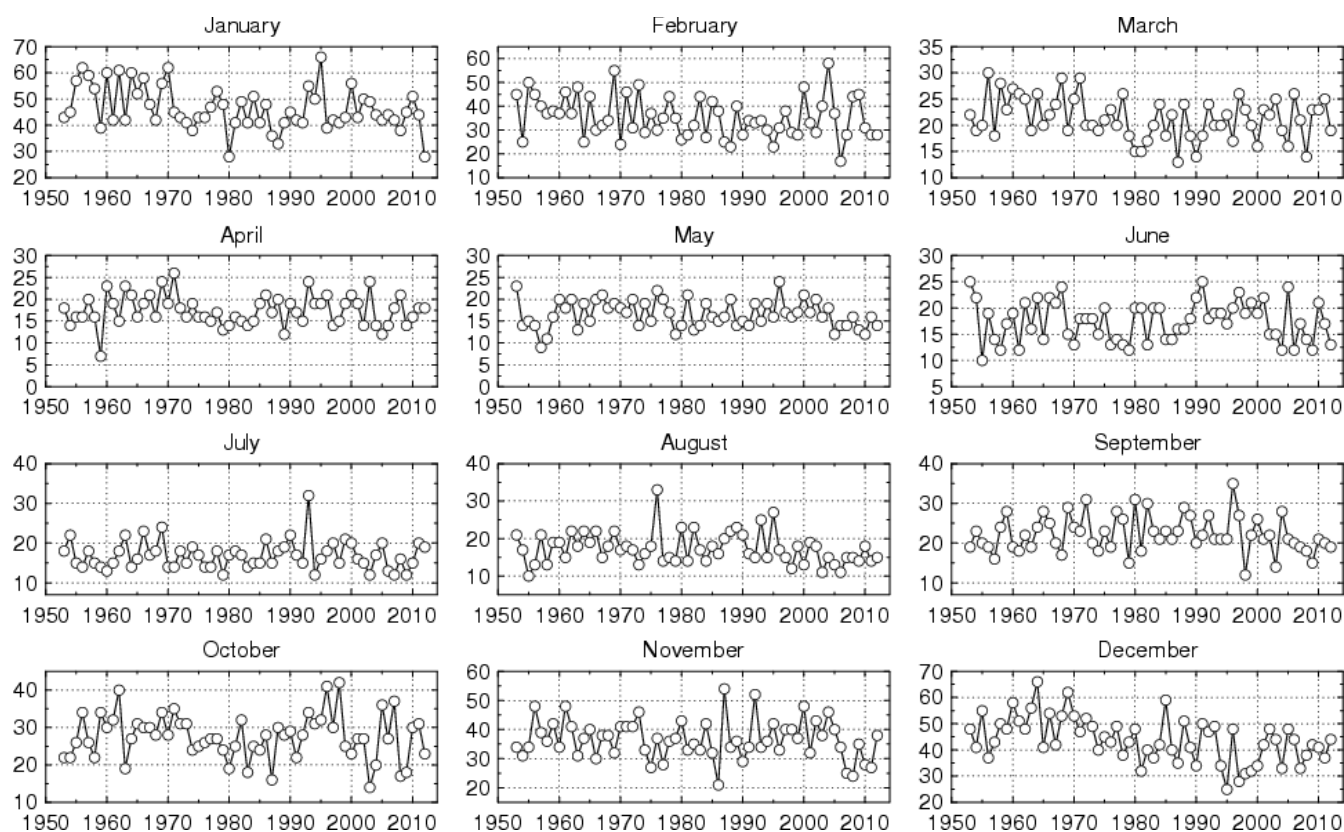 January February March
70 60 35
60 50 30
50 40 25
40 30 20
30 20 15
20 10 10
1950 1960 1970 1980 1990 2000 2010 1950 1960 1970 1980 1990 2000 2010 1950 1960 1970 1980 1990 2000 2010
April May June
30 30 30
25 25 25
20 20 20
15 15 15
10 10 10
5 5 5
0 0
1950 1960 1970 1980 1990 2000 2010 1950 1960 1970 1980 1990 2000 2010 1950 1960 1970 1980 1990 2000 2010
July August September
40 40 40
30 30 30
20 20 20
10 10 10
1950 1960 1970 1980 1990 2000 2010 1950 1960 1970 1980 1990 2000 2010 1950 1960 1970 1980 1990 2000 2010
October November December
40 60 70
30 50 60
20 40 50
10 30 40
20 30
20
1950 1960 1970 1980 1990 2000 2010 1950 1960 1970 1980 1990 2000 2010 1950 1960 1970 1980 1990 2000 2010